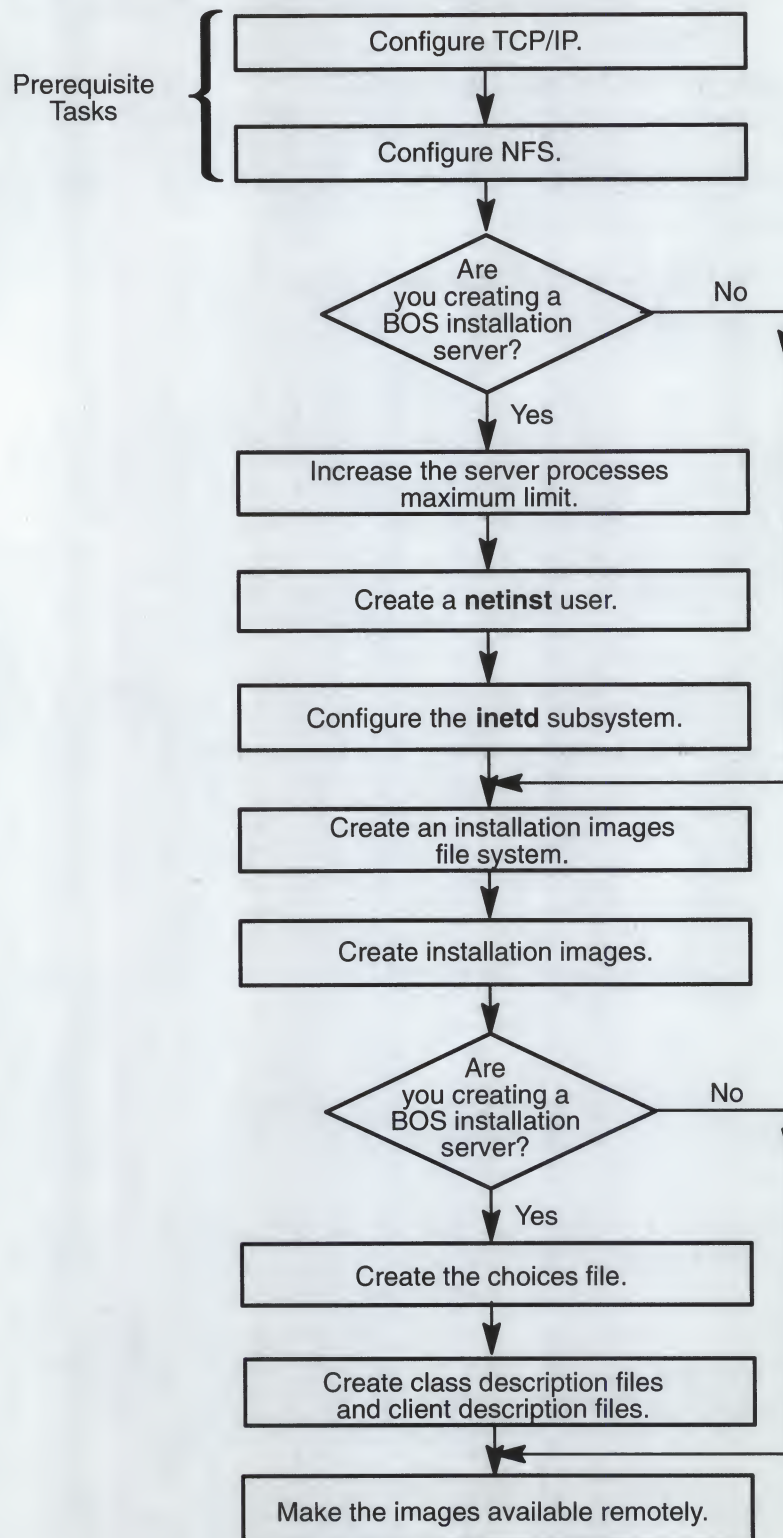 Configure TCP/IP.
Prerequisite
Tasks
Configure NFS.
Are
you creating a
BOS installation
server?
No
Yes
Increase the server processes
maximum limit.
Create a netinst user.
Configure the inetd subsystem.
Create an installation images
file system.
Create installation images.
Are
you creating a
BOS installation
server?
No
Yes
Create the choices file.
Create class description files
and client description files.
Make the images available remotely.